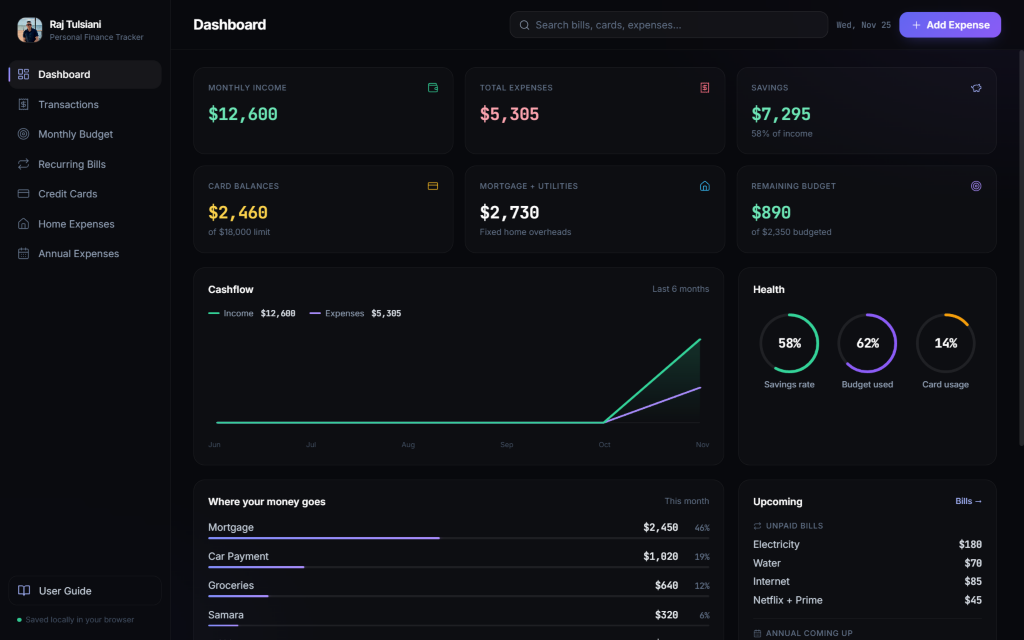 Raj Tulsiani
Personal Finance Tracker
Dashboard
Transactions
Monthly Budget
Recurring Bills
Credit Cards
Home Expenses
Annual Expenses
User Guide
Saved locally in your browser
Dashboard
Search bills, cards, expenses...
Wed, Nov 25
+ Add Expense
MONTHLY INCOME
$12,600
TOTAL EXPENSES
$5,305
SAVINGS
$7,295
58% of income
CARD BALANCES
$2,460
of $18,000 limit
MORTGAGE + UTILITIES
$2,730
Fixed home overheads
REMAINING BUDGET
$890
of $2,350 budgeted
Cashflow
Last 6 months
Income $12,600 Expenses $5,305
Jun Jul Aug Sep Oct Nov
Health
58% 62% 14%
Savings rate Budget used Card usage
Where your money goes
This month
Mortgage $2,450 46%
Car Payment $1,020 19%
Groceries $640 12%
Samara $320 6%
Upcoming
Bills →
UNPAID BILLS
Electricity $180
Water $70
Internet $85
Netflix + Prime $45
ANNUAL COMING UP